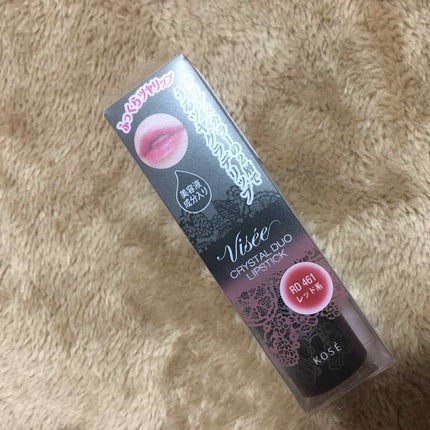 ふっくらツヤリップ
美容液
成分入り
Visée
CRYSTAL DUO
LIPSTICK
RD 461
レッド系
KOSÉ